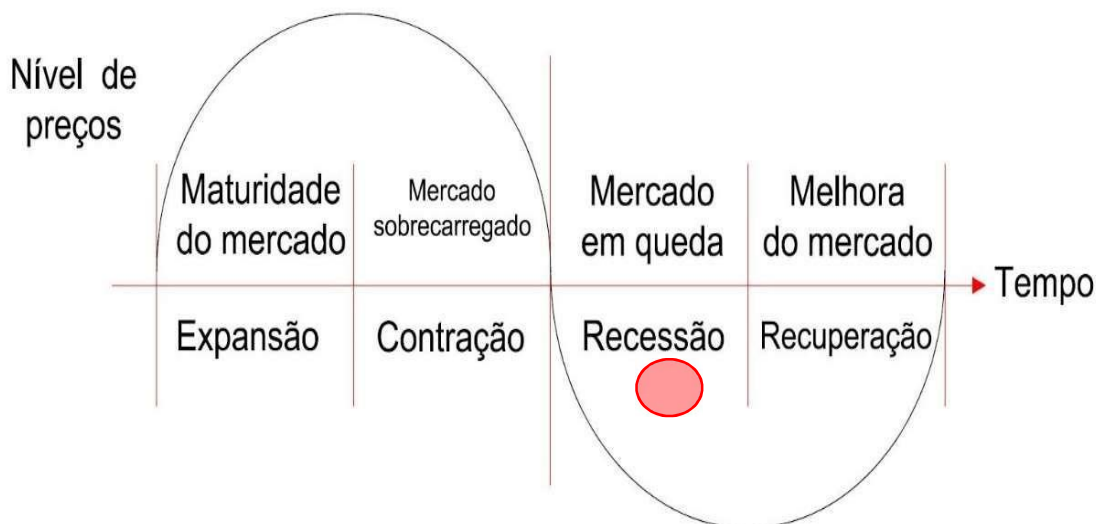 Nível de
preços
Maturidade
do mercado
Mercado
sobrecarregado
Mercado
em queda
Melhora
do mercado
Tempo
Expansão
Contração
Recessão
Recuperação